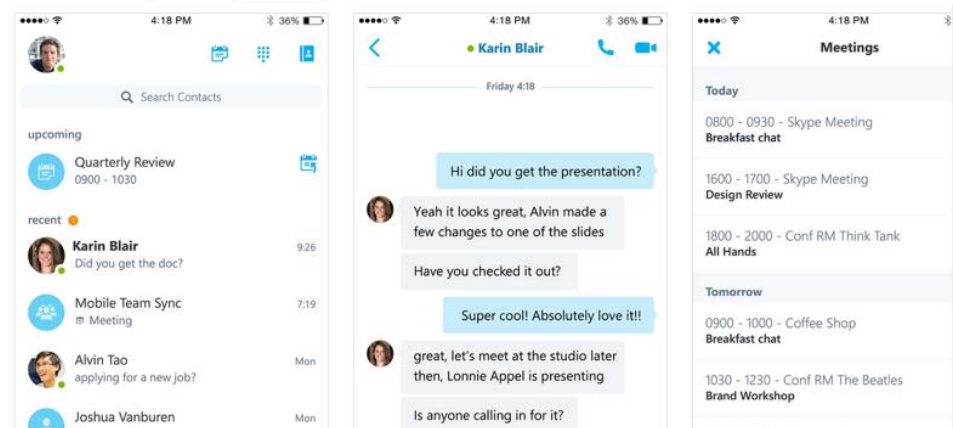 4:18 PM
36%
Search Contacts
upcoming
Quarterly Review
0900 - 1030
recent
Karin Blair
9:26
Did you get the doc?
Mobile Team Sync
7:19
Meeting
Alvin Tao
Mon
applying for a new job?
Joshua Vanburen
Mon
4:18 PM
36%
Karin Blair
Friday 4:18
Hi did you get the presentation?
Yeah it looks great, Alvin made a
few changes to one of the slides
Have you checked it out?
Super cool! Absolutely love it!!
great, let's meet at the studio later
then, Lonnie Appel is presenting
Is anyone calling in for it?
4:18 PM
Meetings
Today
0800 - 0930 - Skype Meeting
Breakfast chat
1600 - 1700 - Skype Meeting
Design Review
1800 - 2000 - Conf RM Think Tank
All Hands
Tomorrow
0900 - 1000 - Coffee Shop
Breakfast chat
1030 - 1230 - Conf RM The Beatles
Brand Workshop